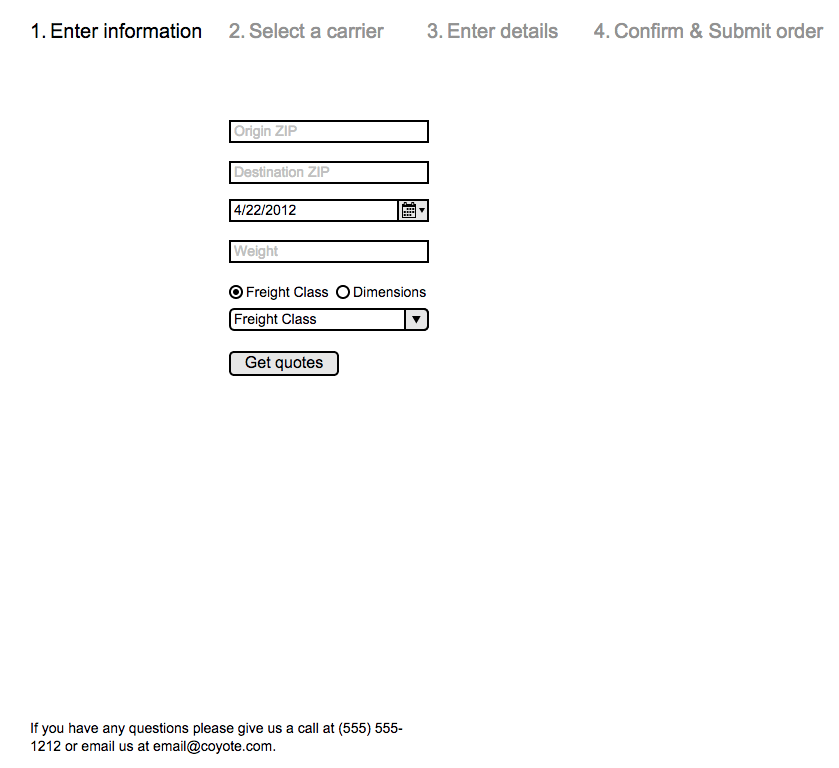 1. Enter information 2. Select a carrier 3. Enter details 4. Confirm & Submit order
Origin ZIP
Destination ZIP
4/22/2012
Weight
Freight Class Dimensions
Freight Class
Get quotes
If you have any questions please give us a call at (555) 555-
1212 or email us at email@coyote.com.